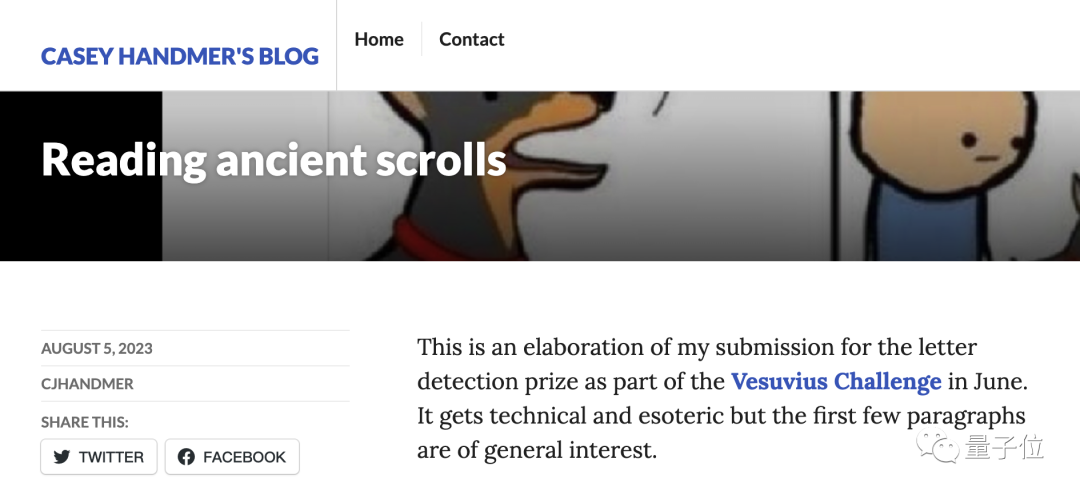 CASEY HANDMER'S BLOG
Home
Contact
Reading ancient scrolls
AUGUST 5, 2023
CJHANDMER
SHARE THIS:
TWITTER
FACEBOOK
This is an elaboration of my submission for the letter
detection prize as part of the Vesuvius Challenge in June.
It gets technical and esoteric but the first few paragraphs
are of general interest.
量子位